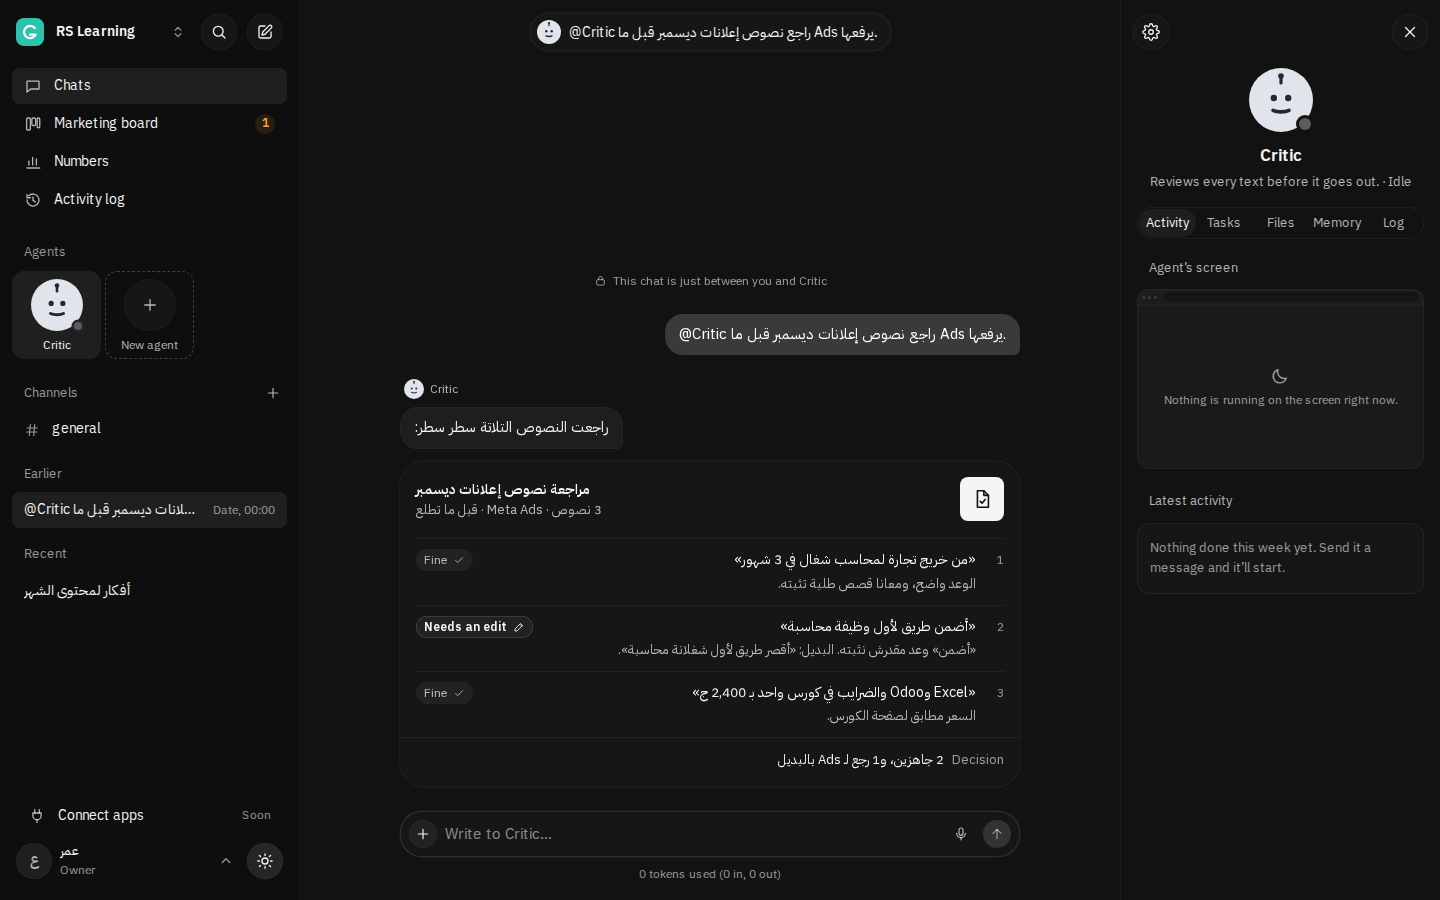 RS Learning
Chats
Marketing board 1
Numbers
Activity log
Agents
Critic
New agent
Channels
general
Earlier
@Critic لانات ديسمبر قبل ما... Date, 00:00
Recent
أفكار لمحتوى الشهر
Connect apps Soon
ع
عمر
Owner
@Critic راجع نصوص إعلانات ديسمبر قبل ما Ads يرفعها.
This chat is just between you and Critic
@Critic راجع نصوص إعلانات ديسمبر قبل ما Ads يرفعها.
Critic
راجعت النصوص التلاتة سطر سطر:
مراجعة نصوص إعلانات ديسمبر
3 نصوص · Meta Ads · قبل ما تطلع
1 «من خريج تجارة لمحاسب شغال في 3 شهور» Fine
الوعد واضح، ومعانا قصص طلبة تثبته.
2 «أضمن طريق لأول وظيفة محاسبة» Needs an edit
«أضمن» وعد مقدرش نثبته. البديل: «أقصر طريق لأول شغلانة محاسبة».
3 «Excel وOdoo والضرايب في كورس واحد بـ 2,400 ج» Fine
السعر مطابق لصفحة الكورس.
Decision 2 جاهزين، و1 رجع لـ Ads بالبديل
Write to Critic...
0 tokens used (0 in, 0 out)
Critic
Reviews every text before it goes out. · Idle
Activity Tasks Files Memory Log
Agent's screen
Nothing is running on the screen right now.
Latest activity
Nothing done this week yet. Send it a
message and it'll start.